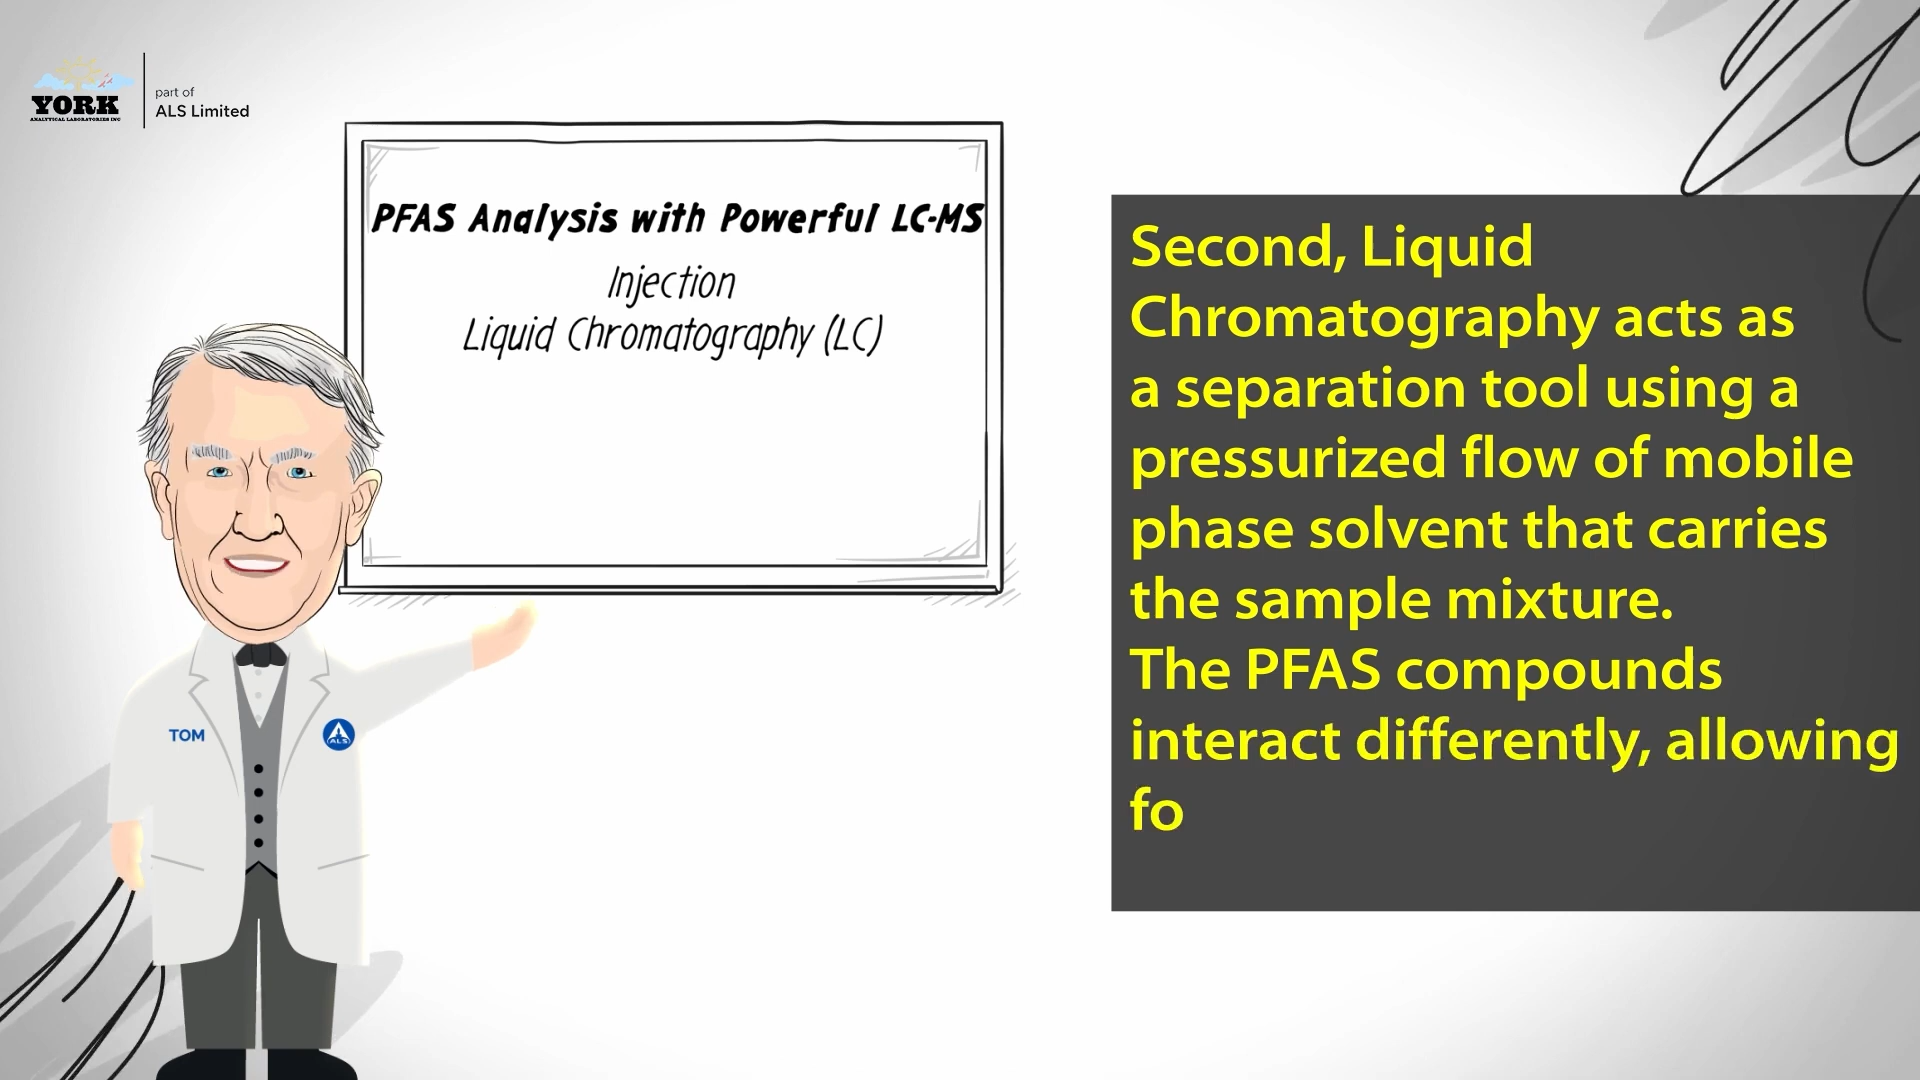 YORK
ANALYTICAL LABORATORIES INC
part of
ALS Limited
PFAS Analysis with Powerful LC-MS
Injection
Liquid Chromatography (LC)
TOM
ALS
Second, Liquid
Chromatography acts as
a separation tool using a
pressurized flow of mobile
phase solvent that carries
the sample mixture.
The PFAS compounds
interact differently, allowing
fo